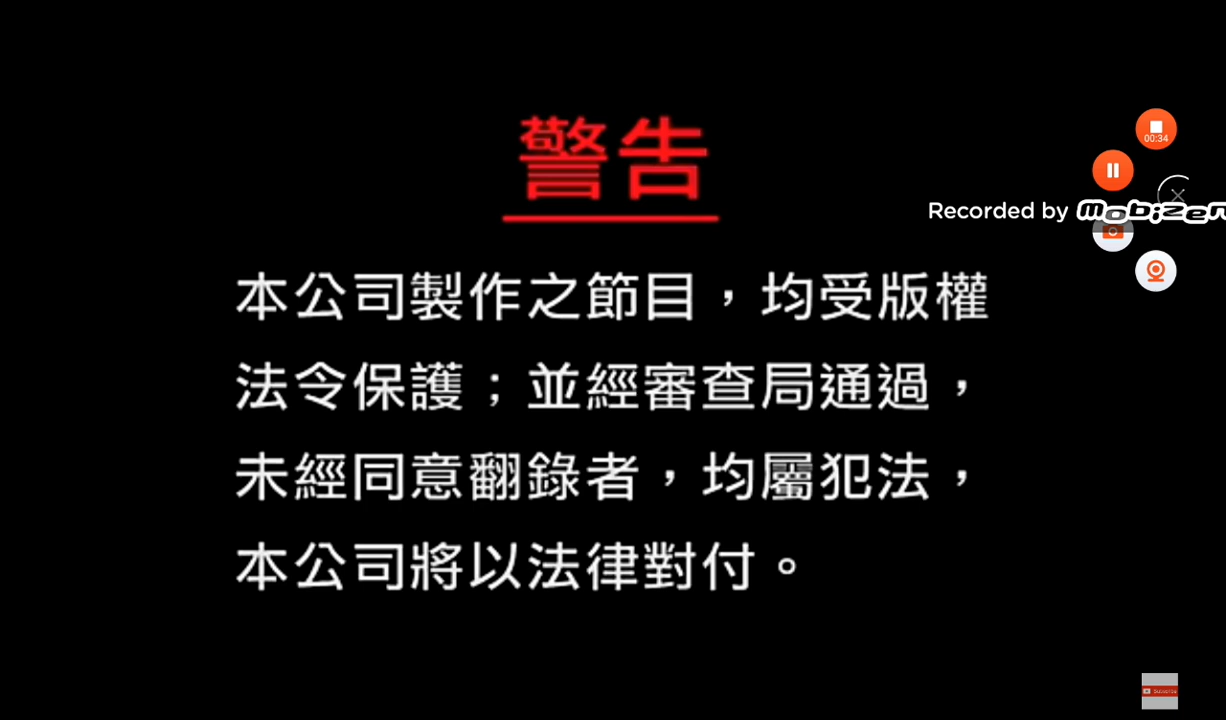 警告
00:34
Recorded by mobizen
本公司製作之節目，均受版權
法令保護；並經審查局通過，
未經同意翻錄者，均屬犯法，
本公司將以法律對付。